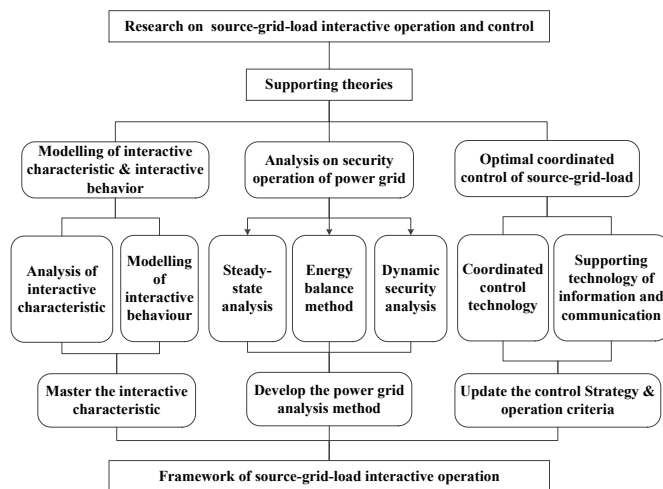 Research on source-grid-load interactive operation and control
Supporting theories
Modelling of interactive
characteristic & interactive
behavior
Analysis on security
operation of power grid
Optimal coordinated
control of source-grid-load
Analysis of
interactive
characteristic
Modelling
of
interactive
behaviour
Steady-
state
analysis
Energy
balance
method
Dynamic
security
analysis
Coordinated
control
technology
Supporting
technology of
information and
communication
Master the interactive
characteristic
Develop the power grid
analysis method
Update the control Strategy &
operation criteria
Framework of source-grid-load interactive operation